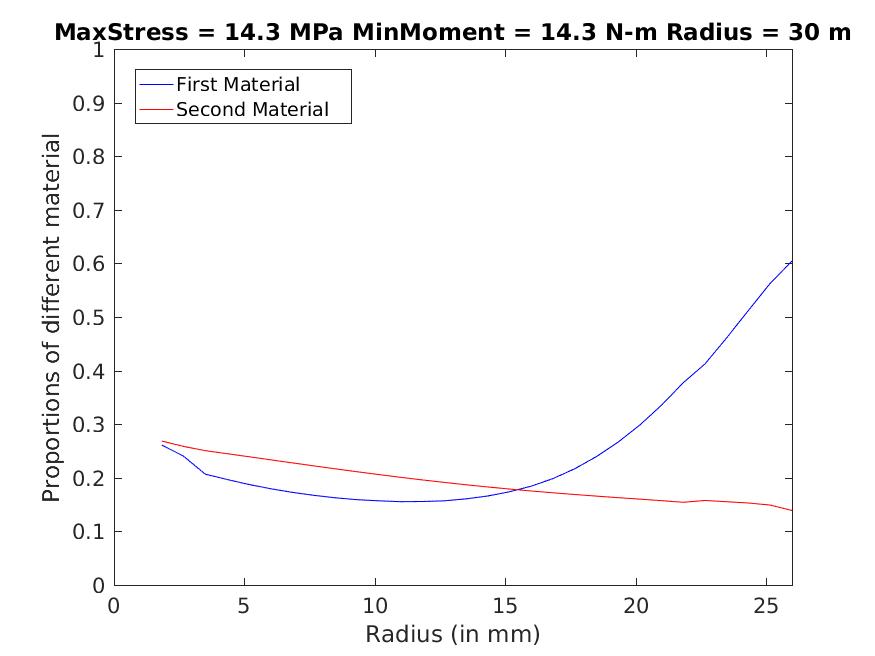 MaxStress = 14.3 MPa MinMoment = 14.3 N-m Radius = 30 m
1
First Material
Second Material
0.9
0.8
0.7
0.6
0.5
0.4
0.3
0.2
0.1
0
Proportions of different material
0 5 10 15 20 25
Radius (in mm)